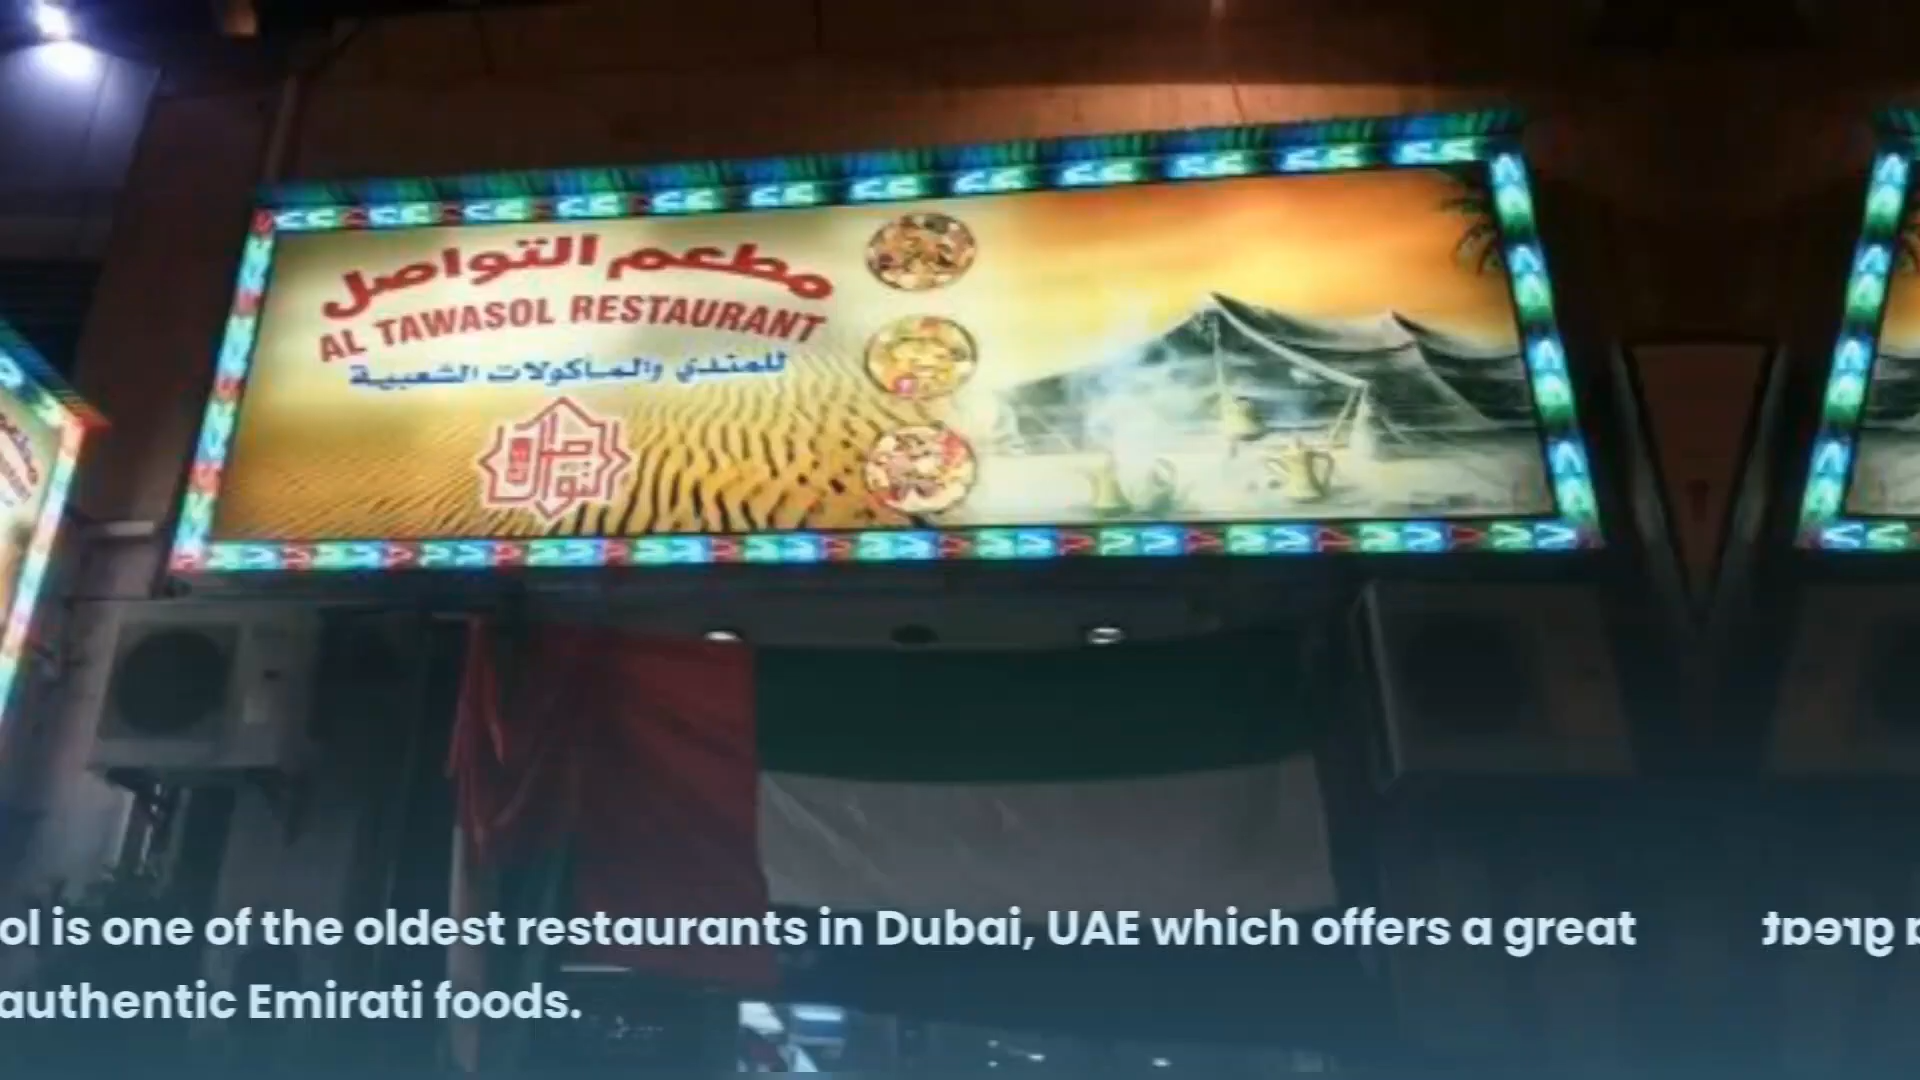 مطعم التواصل
AL TAWASOL RESTAURANT
للمندي والمأكولات الشعبية
التواصل
ol is one of the oldest restaurants in Dubai, UAE which offers a great
authentic Emirati foods.